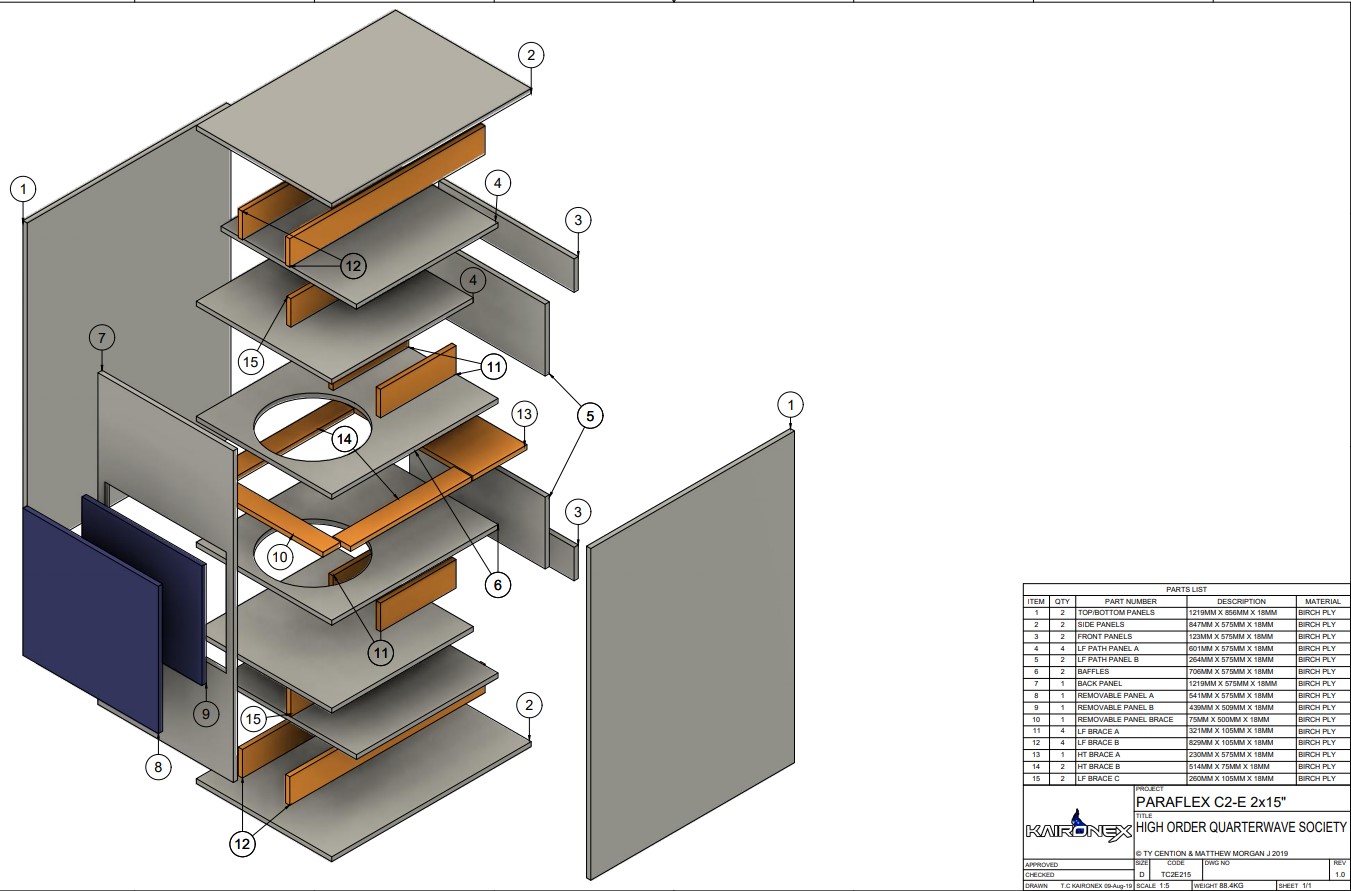 2
1
4
3
12
4
7
15
11
5
13
14
1
3
10
6
11
9
15
2
8
12
PARTS LIST
ITEM QTY PART NUMBER DESCRIPTION MATERIAL
1 2 TOP/BOTTOM PANELS 1219MM X 856MM X 18MM BIRCH PLY
2 2 SIDE PANELS 847MM X 575MM X 18MM BIRCH PLY
3 2 FRONT PANELS 123MM X 575MM X 18MM BIRCH PLY
4 4 LF PATH PANEL A 601MM X 575MM X 18MM BIRCH PLY
5 2 LF PATH PANEL B 264MM X 575MM X 18MM BIRCH PLY
6 2 BAFFLES 706MM X 575MM X 18MM BIRCH PLY
7 1 BACK PANEL 1219MM X 575MM X 18MM BIRCH PLY
8 1 REMOVABLE PANEL A 541MM X 575MM X 18MM BIRCH PLY
9 1 REMOVABLE PANEL B 439MM X 509MM X 18MM BIRCH PLY
10 1 REMOVABLE PANEL BRACE 75MM X 500MM X 18MM BIRCH PLY
11 4 LF BRACE A 321MM X 105MM X 18MM BIRCH PLY
12 4 LF BRACE B 829MM X 105MM X 18MM BIRCH PLY
13 1 HT BRACE A 230MM X 575MM X 18MM BIRCH PLY
14 2 HT BRACE B 514MM X 75MM X 18MM BIRCH PLY
15 2 LF BRACE C 260MM X 105MM X 18MM BIRCH PLY
KAIRONEX
PROJECT
PARAFLEX C2-E 2x15"
TITLE
HIGH ORDER QUARTERWAVE SOCIETY
© TY CENTION & MATTHEW MORGAN J 2019
APPROVED
CHECKED
DRAWN T.C KAIRONEX 09-Aug-19
SIZE CODE DWG NO REV
D TC2E215 1.0
SCALE 1:5 WEIGHT 88.4KG SHEET 1/1